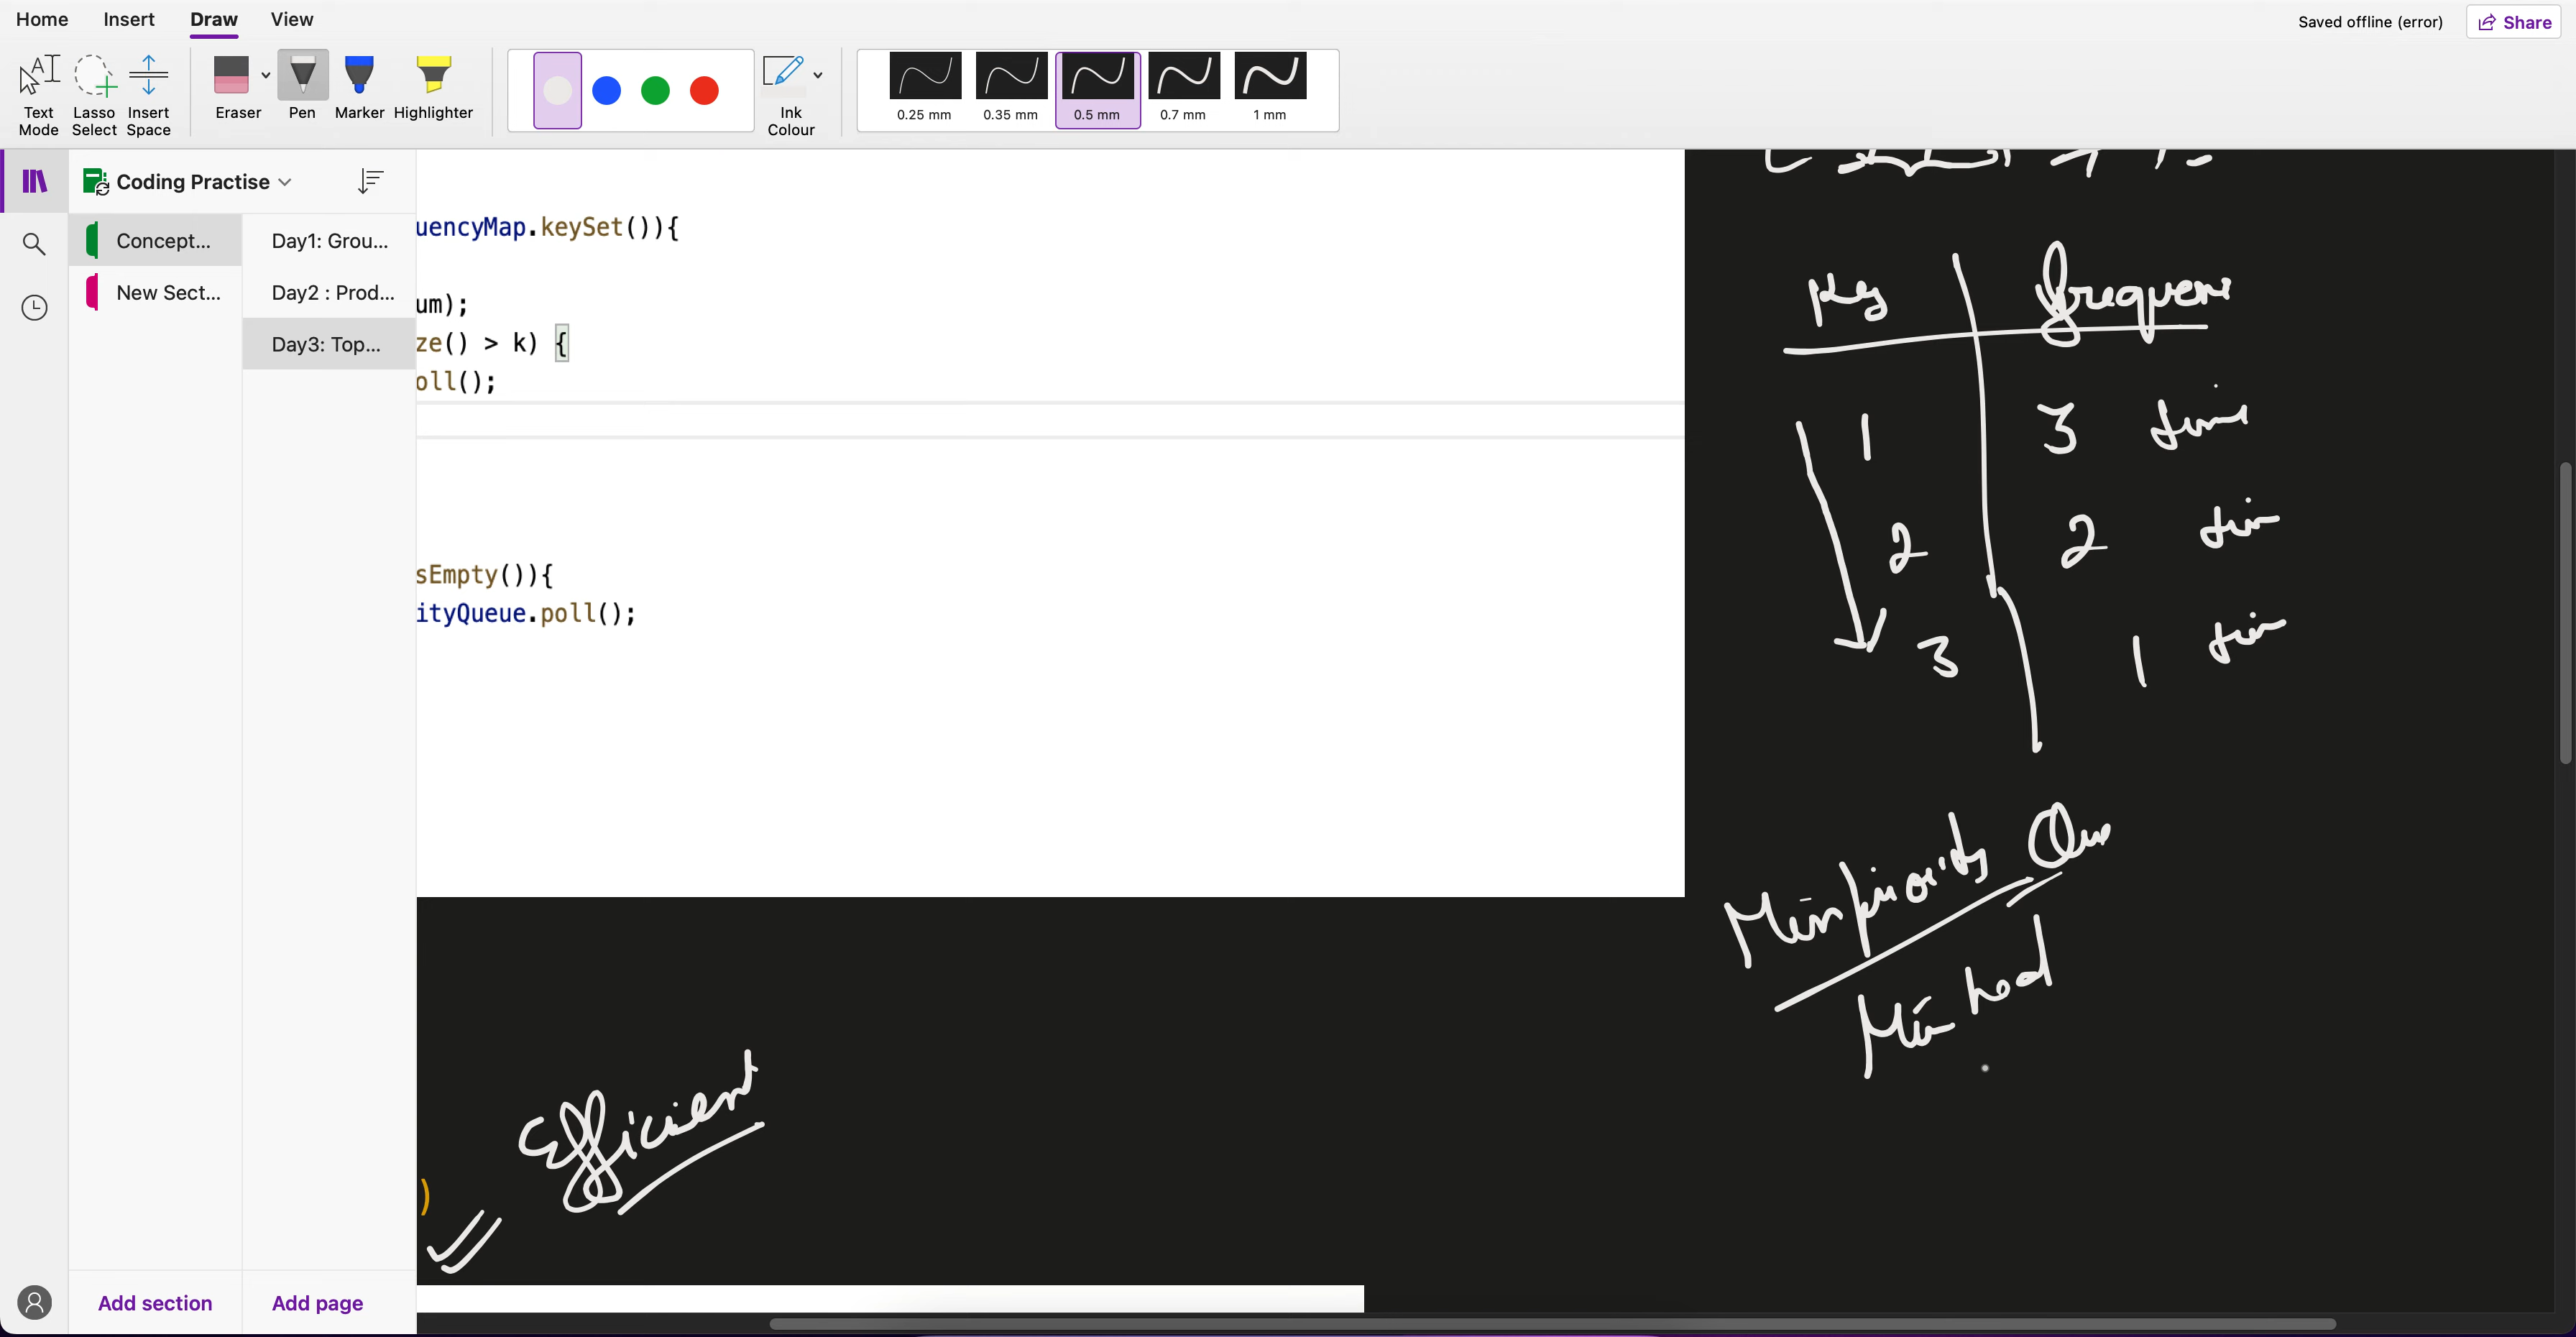 Home Insert Draw View
Saved offline (error) Share
Text Mode
Lasso Select
Insert Space
Eraser Pen Marker Highlighter
Ink Colour
0.25 mm 0.35 mm 0.5 mm 0.7 mm 1 mm
Coding Practise
Concept...
New Sect...
Day1: Grou...
Day2 : Prod...
Day3: Top...
uencyMap.keySet()){
um);
ze() > k) {
oll();
sEmpty()){
ityQueue.poll();
Key
1 3
2 2
3 1
Min
Min
Efficient
)
Add section Add page